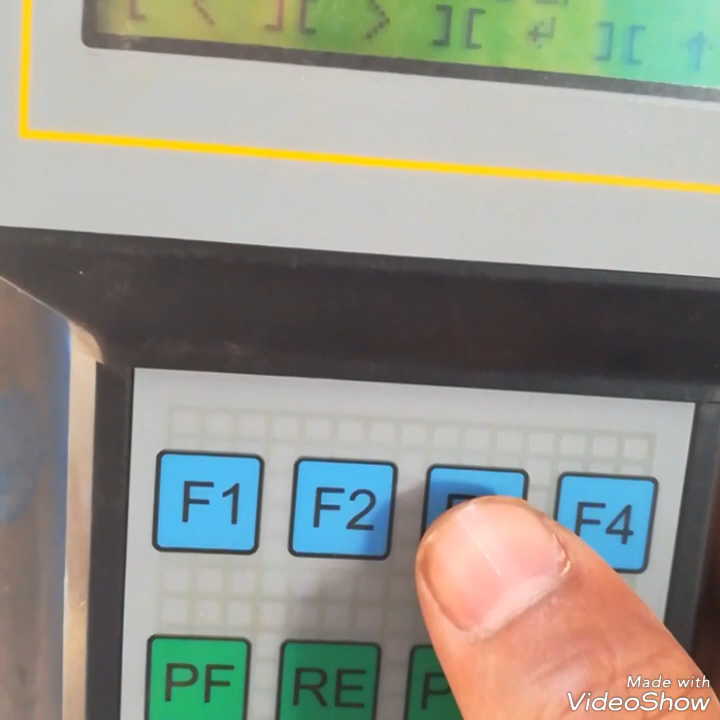 [ < ][ > ][ ↵ ][ ↑
F1 F2 F4
PF RE
Made with
VideoShow